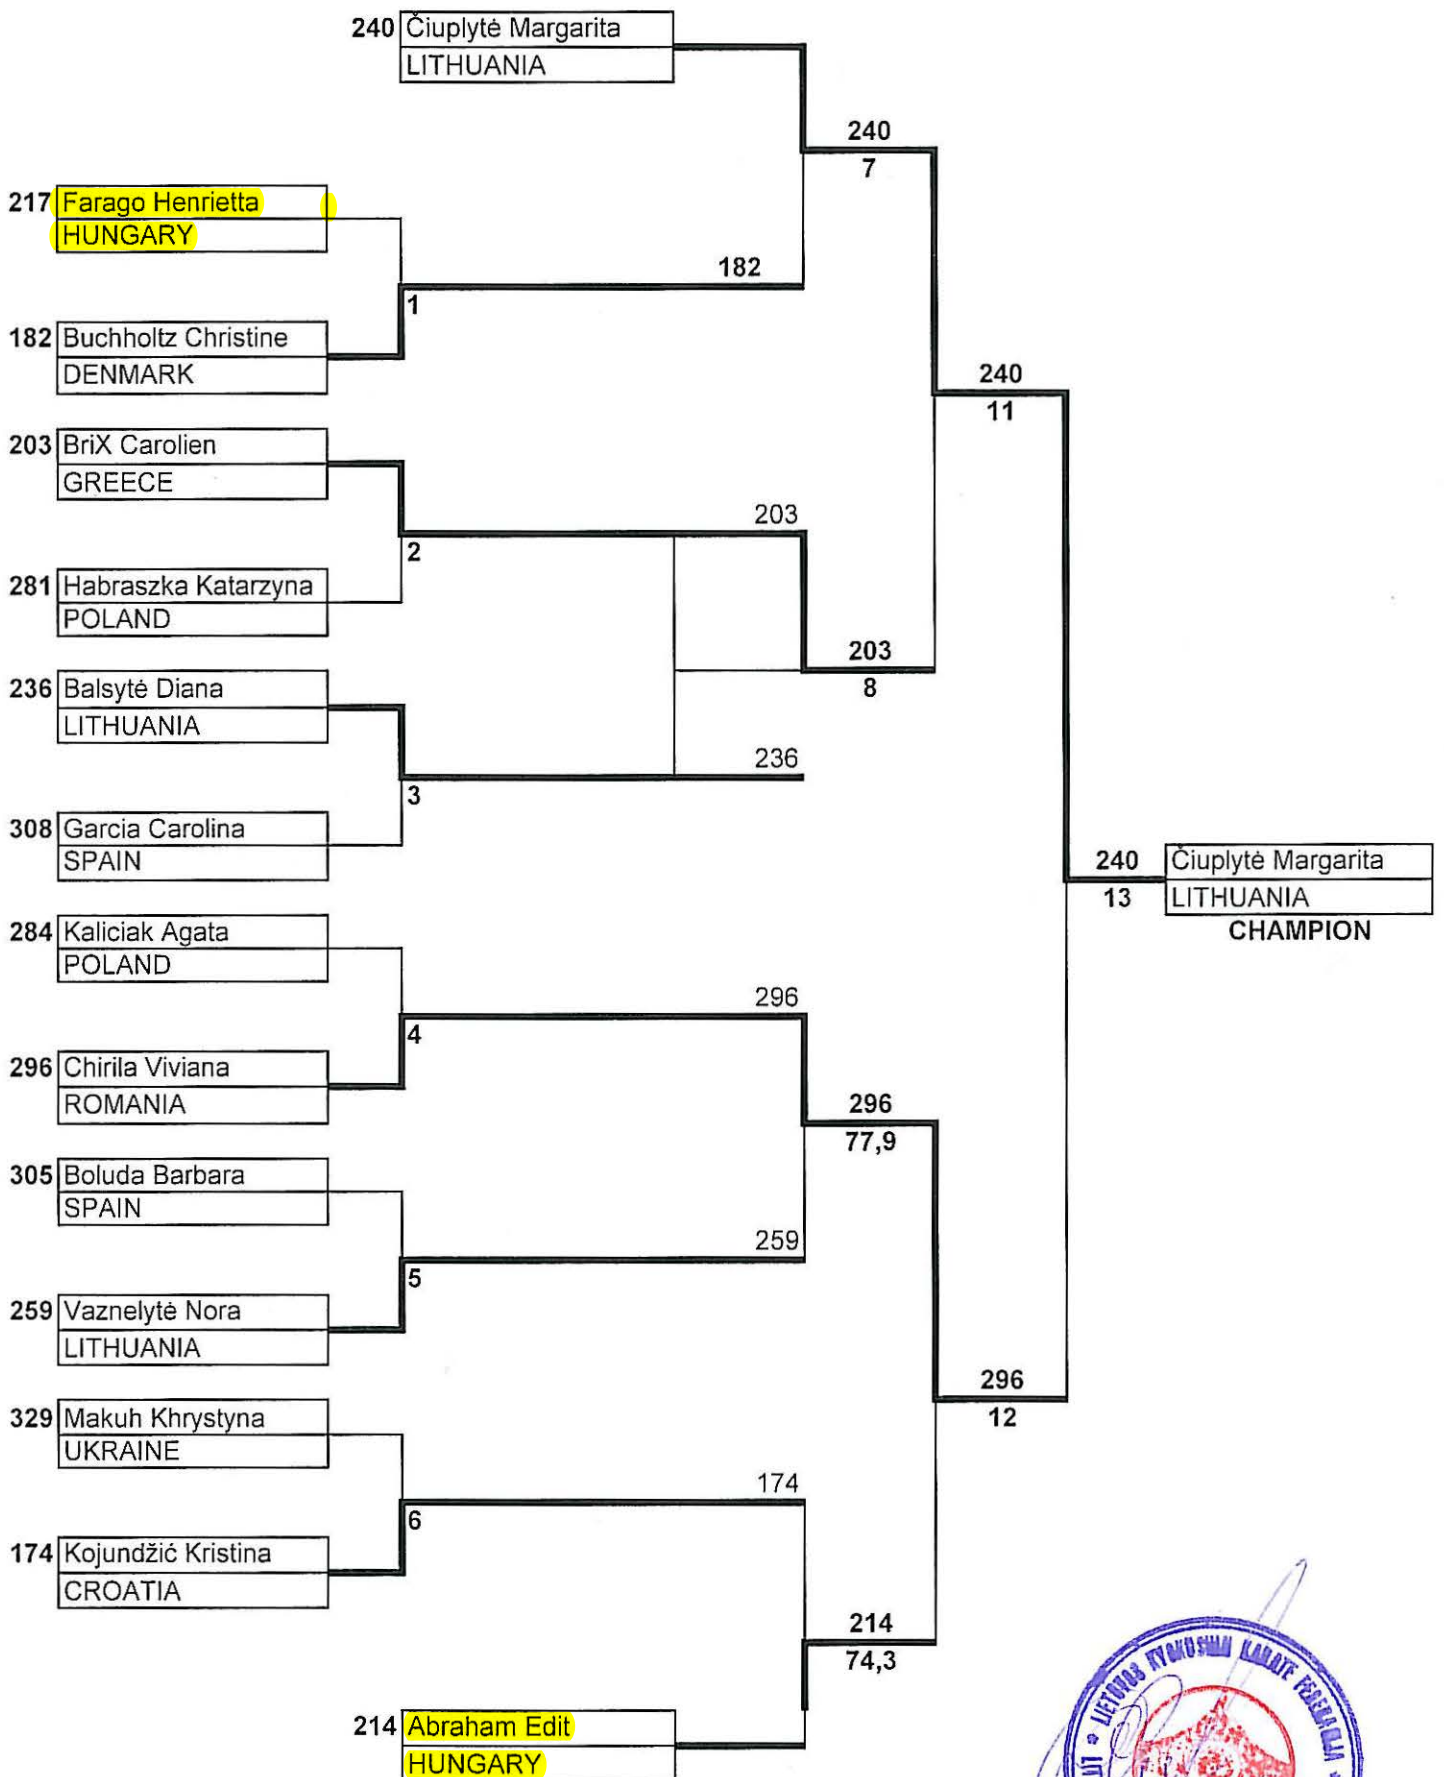 240 Čiuplytė Margarita
LITHUANIA
240
7
217 Farago Henrietta
HUNGARY
182
1
182 Buchholtz Christine
DENMARK
240
11
203 BriX Carolien
GREECE
203
2
281 Habraszka Katarzyna
POLAND
203
8
236 Balsytė Diana
LITHUANIA
236
3
308 Garcia Carolina
SPAIN
240 Čiuplytė Margarita
13 LITHUANIA
CHAMPION
284 Kaliciak Agata
POLAND
296
4
296 Chirila Viviana
ROMANIA
296
77,9
305 Boluda Barbara
SPAIN
259
5
259 Vaznelytė Nora
LITHUANIA
296
12
329 Makuh Khrystyna
UKRAINE
174
6
174 Kojundžić Kristina
CROATIA
214
74,3
214 Abraham Edit
HUNGARY
LIETUVOS KYOKUSHIN KARATE FEDERACIJA